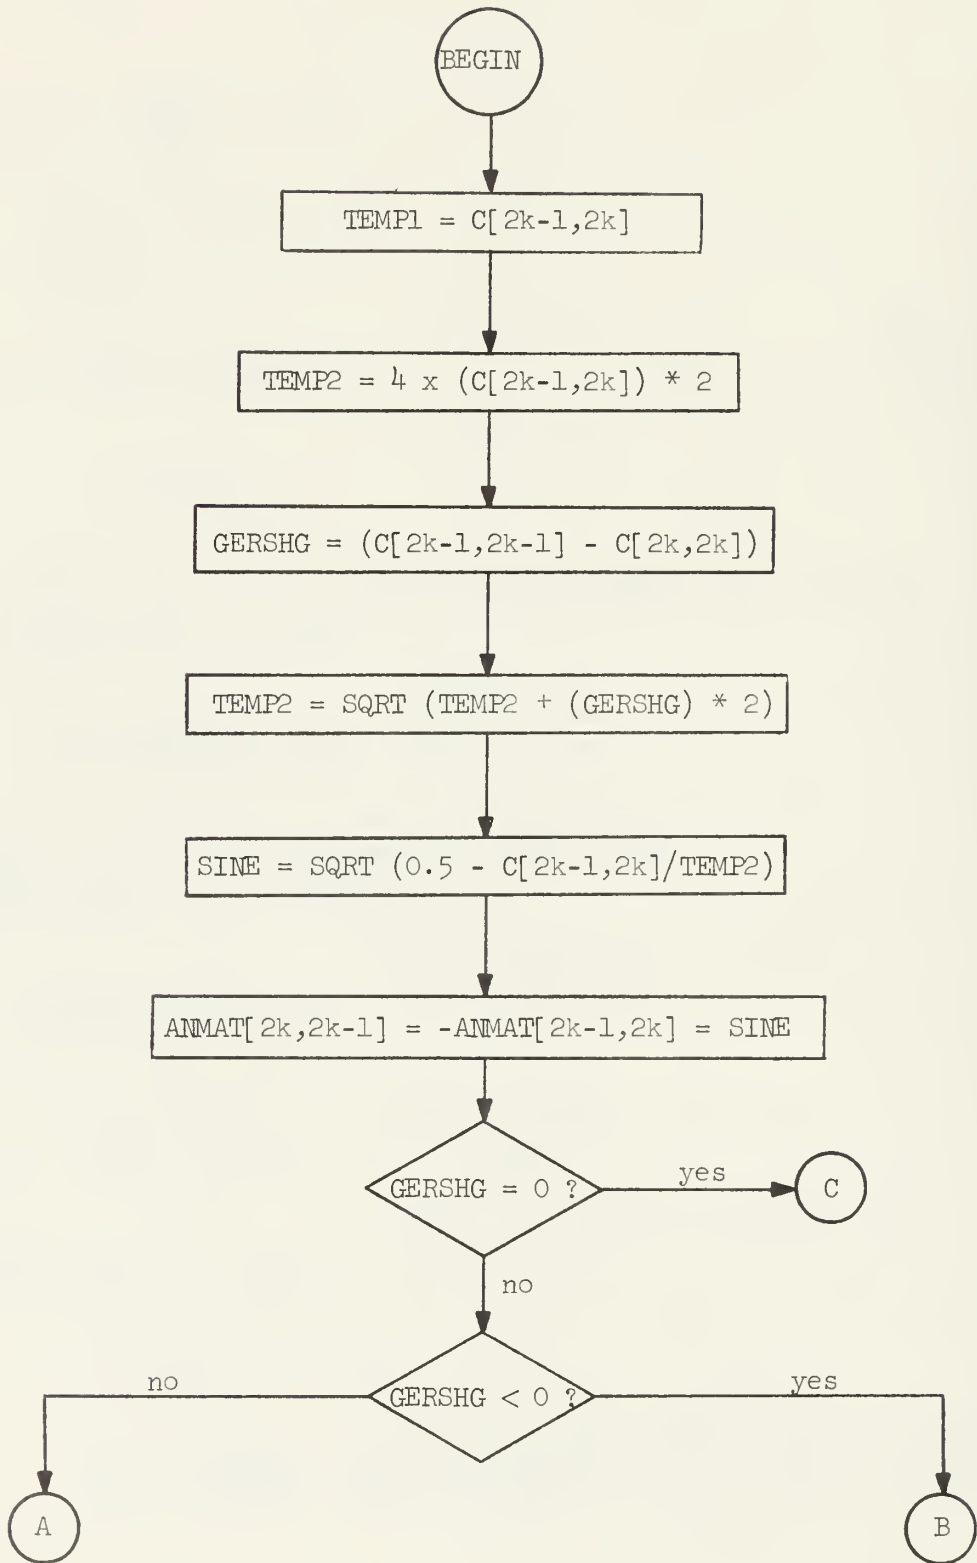 BEGIN
TEMP1 = C[2k-1,2k]
TEMP2 = 4 x (C[2k-1,2k]) * 2
GERSHG = (C[2k-1,2k-1] - C[2k,2k])
TEMP2 = SQRT (TEMP2 + (GERSHG) * 2)
SINE = SQRT (0.5 - C[2k-1,2k]/TEMP2)
ANMAT[2k,2k-1] = -ANMAT[2k-1,2k] = SINE
GERSHG = 0 ?
yes
C
no
no
GERSHG < 0 ?
yes
A
B